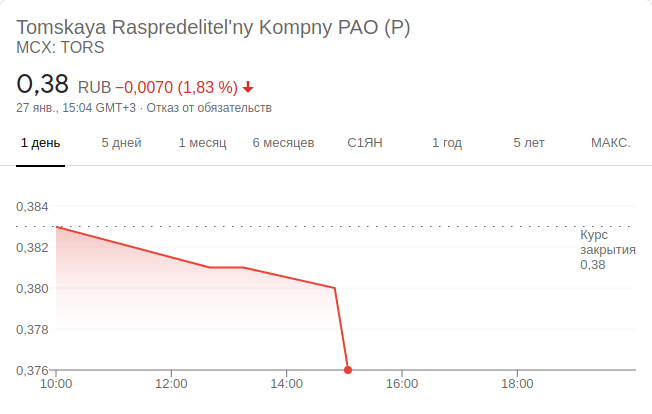 Tomskaya Raspredelitel'ny Kompny PAO (P)
MCX: TORS
0,38 RUB −0,0070 (1,83 %)
27 янв., 15:04 GMT+3 · Отказ от обязательств
1 день 5 дней 1 месяц 6 месяцев С1ЯН 1 год 5 лет МАКС.
0,384
Курс
закрытия
0,38
0,382
0,380
0,378
0,376
10:00 12:00 14:00 16:00 18:00